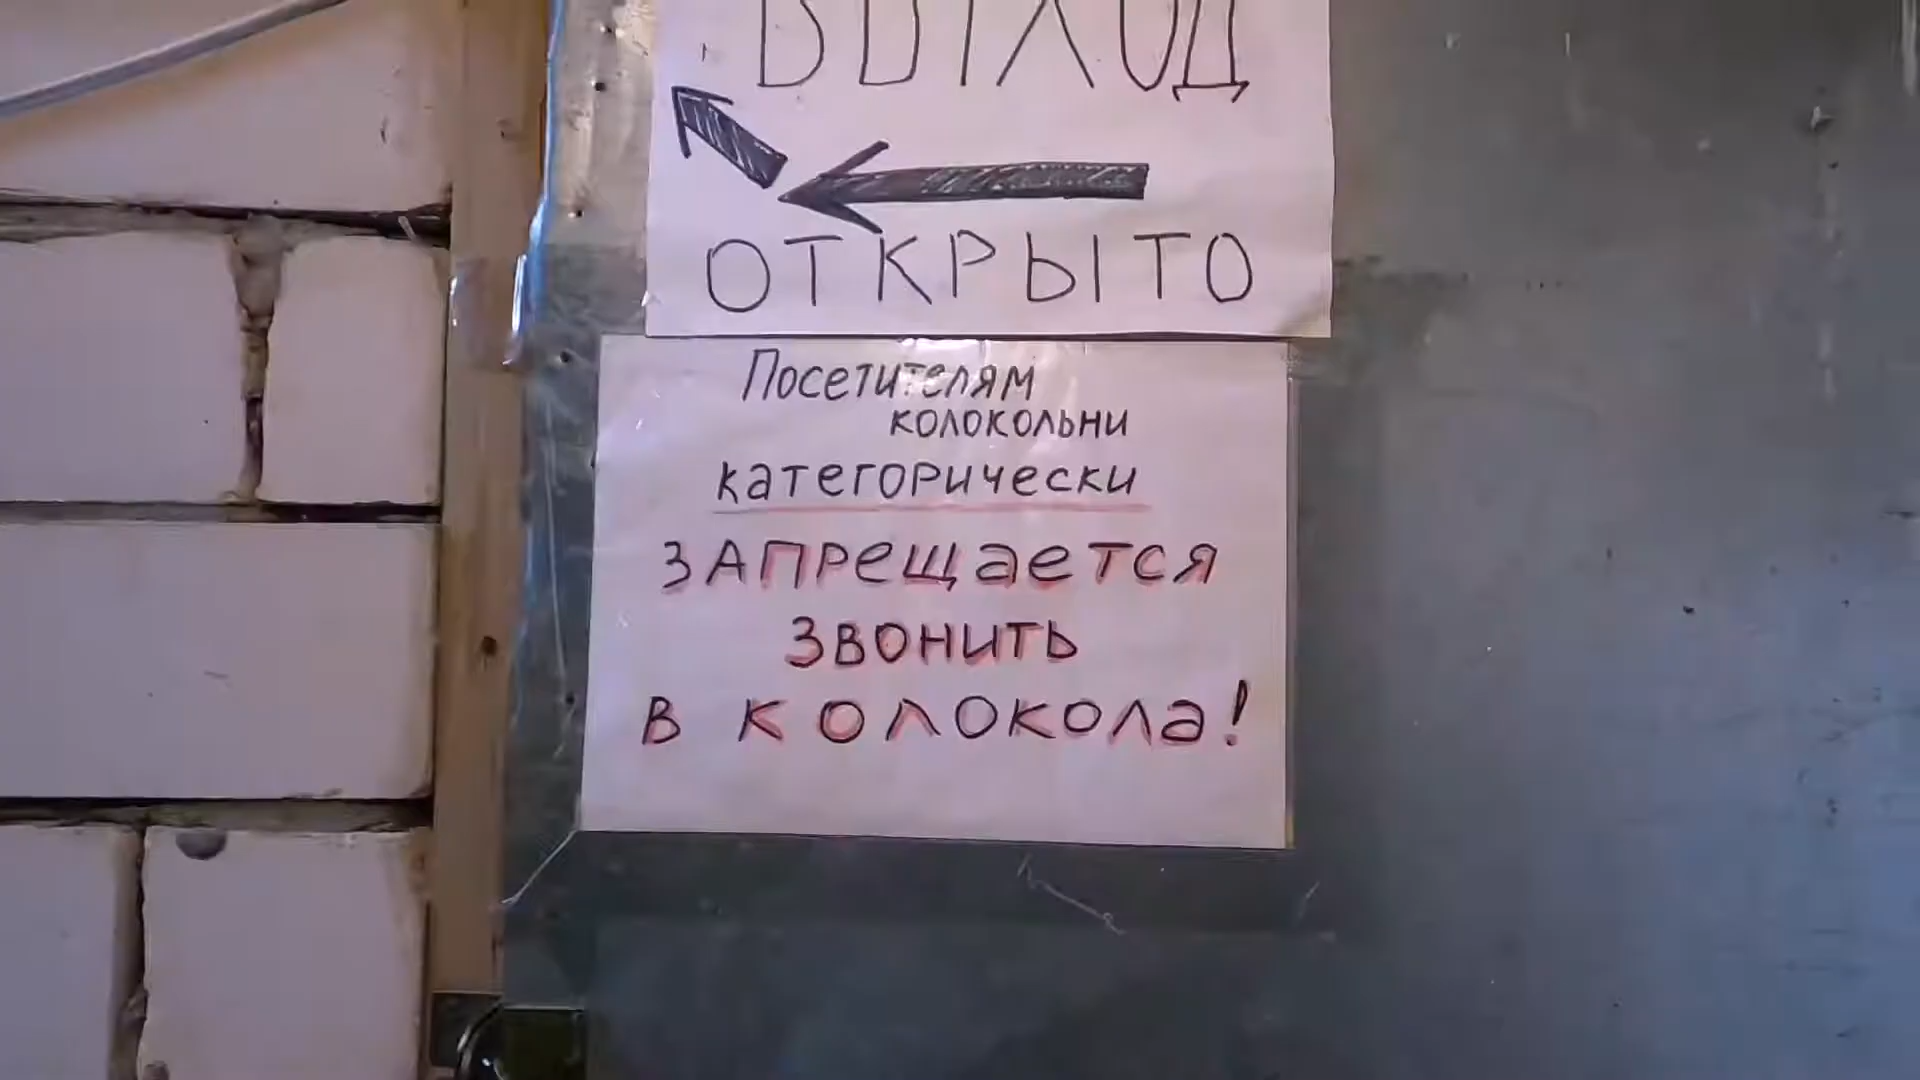 ВЫХОД
ОТКРЫТО
Посетителям
колокольни
категорически
ЗАПРещается
звонить
в колокола!